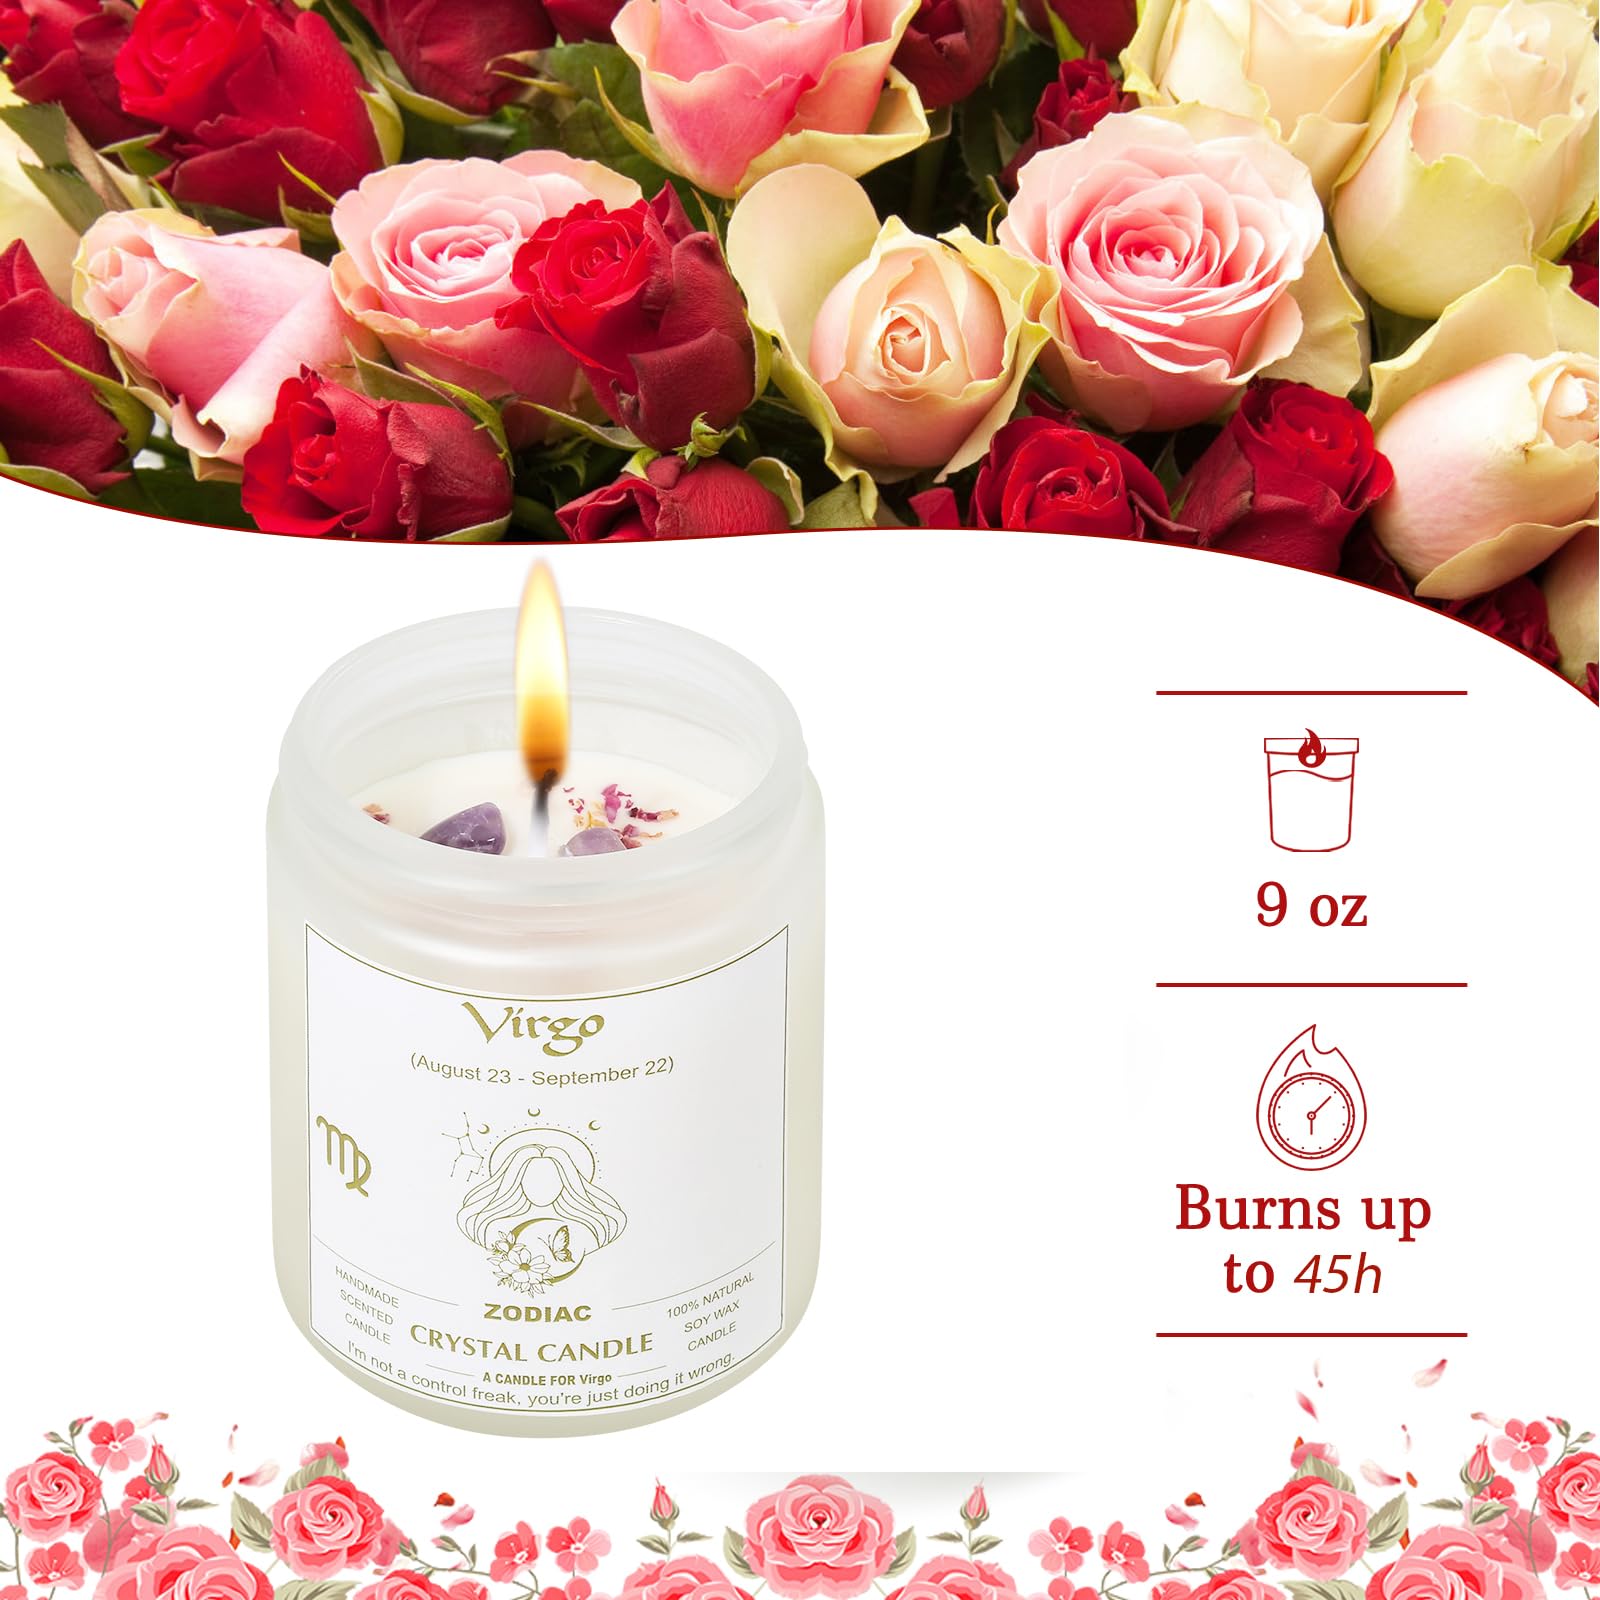 Virgo
(August 23 - September 22)
HANDMADE
SCENTED
CANDLE
ZODIAC
CRYSTAL CANDLE
100% NATURAL
SOY WAX
CANDLE
A CANDLE FOR Virgo
I'm not a control freak, you're just doing it wrong.
9 oz
Burns up
to 45h